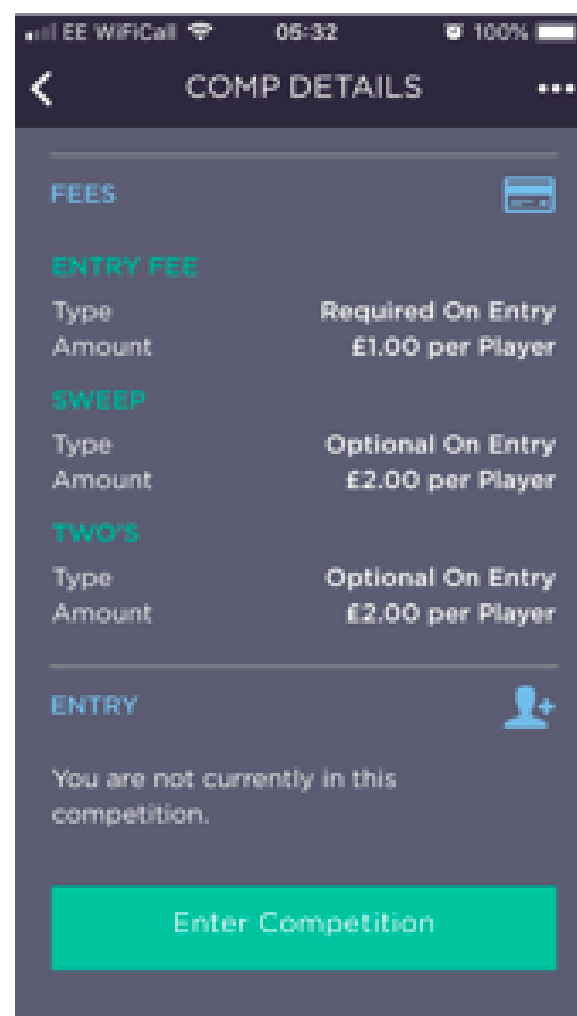 EE WiFiCall 05:32 100%
COMP DETAILS
FEES
ENTRY FEE
Type Required On Entry
Amount £1.00 per Player
SWEEP
Type Optional On Entry
Amount £2.00 per Player
TWO'S
Type Optional On Entry
Amount £2.00 per Player
ENTRY
You are not currently in this
competition.
Enter Competition